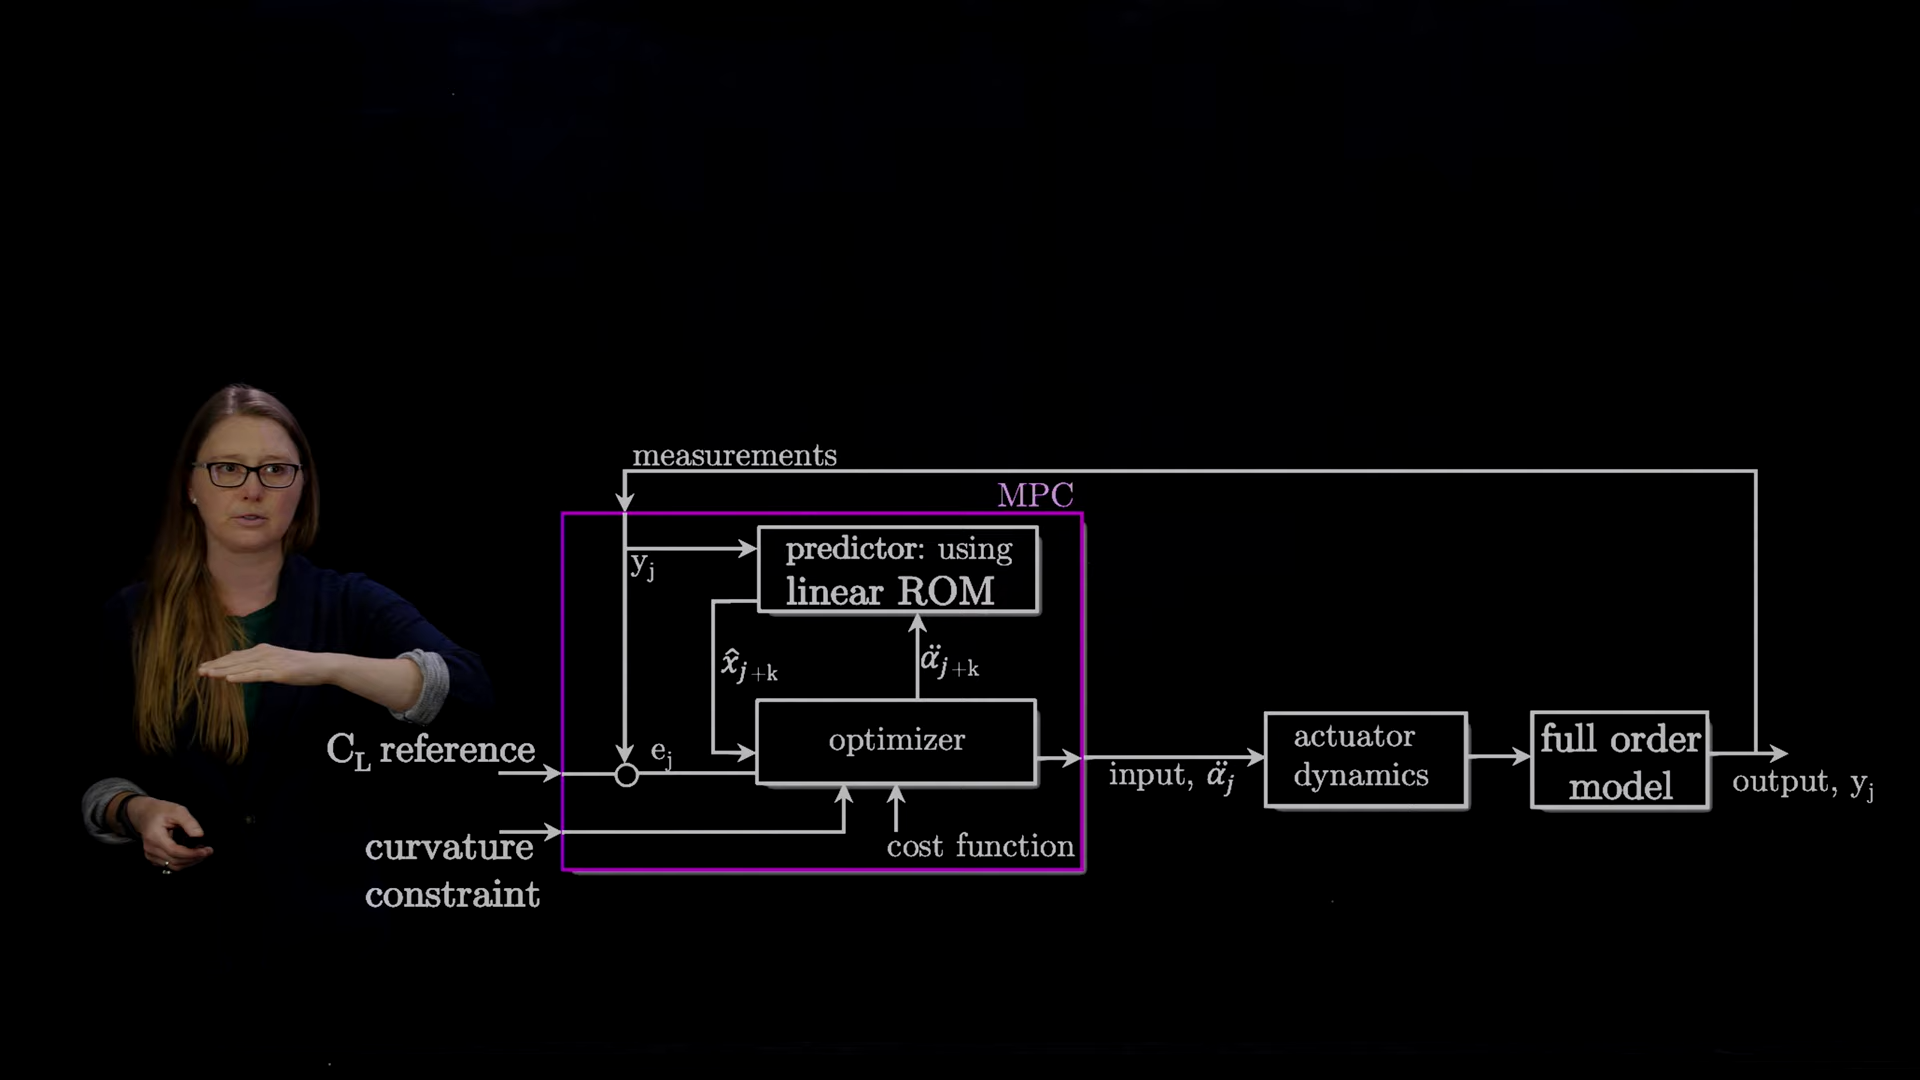 measurements
MPC
y_j
predictor: using
linear ROM
x̂_{j+k}
α̈_{j+k}
C_L reference
e_j
optimizer
curvature
constraint
cost function
input, α̈_j
actuator
dynamics
full order
model
output, y_j